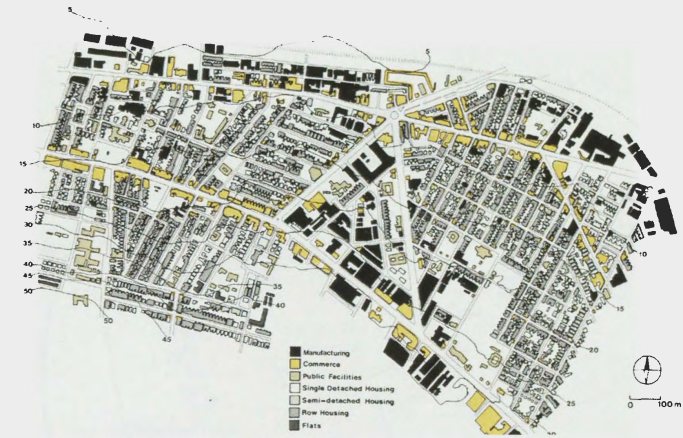 5
5
10
15
20
25
30
35
40
45
50
50
45
35
40
10
15
20
25
Manufacturing
Commerce
Public Facilities
Single Detached Housing
Semi-detached Housing
Row Housing
Flats
0 100 m